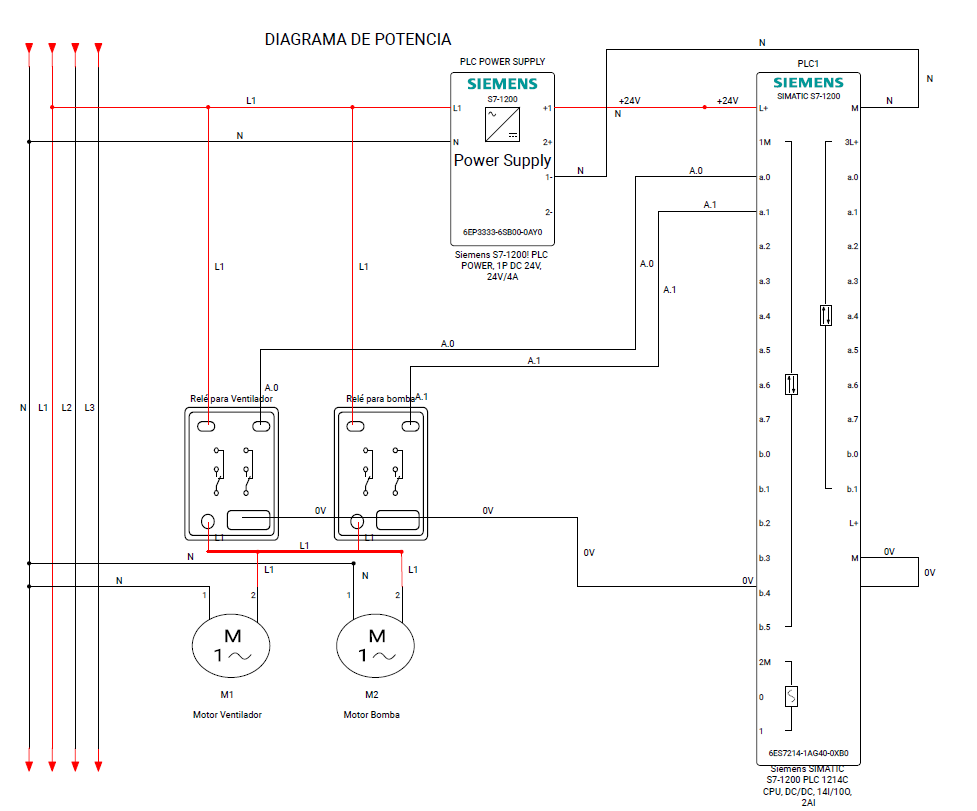 DIAGRAMA DE POTENCIA
PLC POWER SUPPLY
SIEMENS
S7-1200
L1
+1
N
2+
Power Supply
1-
2-
6EP3333-6SB00-0AY0
Siemens S7-1200! PLC
POWER, 1P DC 24V,
24V/4A
PLC1
SIEMENS
SIMATIC S7-1200
L+
M
1M
3L+
a.0
a.0
a.1
a.1
a.2
a.2
a.3
a.3
a.4
a.4
a.5
a.5
a.6
a.6
a.7
a.7
b.0
b.0
b.1
b.1
b.2
L+
b.3
M
b.4
b.5
2M
0
1
6ES7214-1AG40-0XB0
Siemens SIMATIC
S7-1200 PLC 1214C
CPU, DC/DC, 14I/10O,
2AI
N
N
N
+24V
+24V
N
N
L1
N
L1
L1
A.0
A.1
A.0
A.1
A.0
A.1
A.0
A.1
Relé para Ventilador
Relé para bomba
N
L1
L2
L3
0V
0V
0V
0V
0V
0V
L1
L1
L1
N
N
N
L1
L1
1
2
1
2
M
1
M
1
M1
M2
Motor Ventilador
Motor Bomba